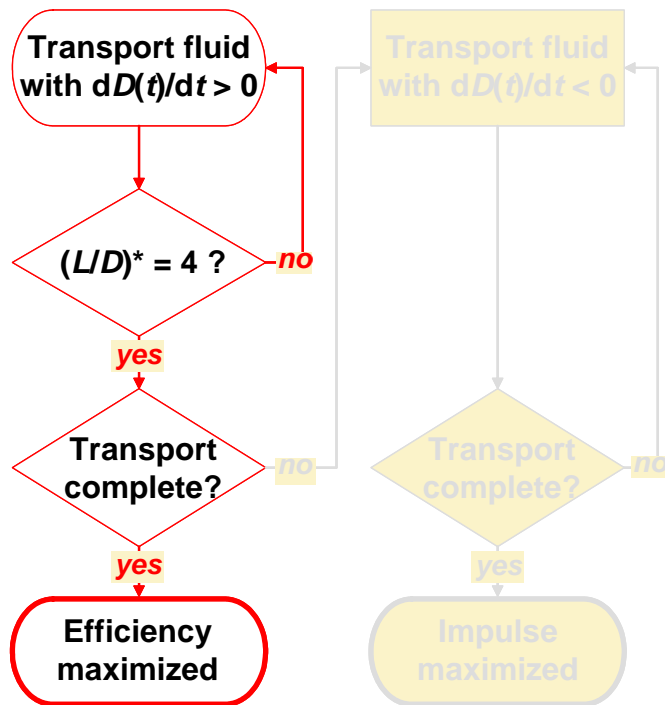 Transport fluid
with dD(t)/dt > 0
(L/D)* = 4 ?
no
yes
Transport
complete?
no
yes
Efficiency
maximized
Transport fluid
with dD(t)/dt < 0
Transport
complete?
no
yes
Impulse
maximized